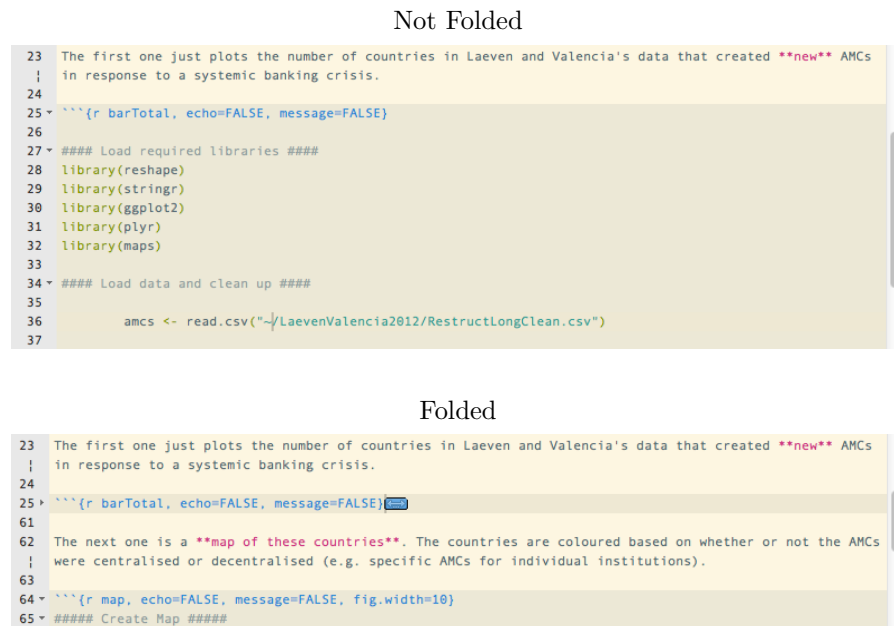 Not Folded
23 The first one just plots the number of countries in Laeven and Valencia's data that created **new** AMCs
¦ in response to a systemic banking crisis.
24
25 ```{r barTotal, echo=FALSE, message=FALSE}
26
27 #### Load required libraries ####
28 library(reshape)
29 library(stringr)
30 library(ggplot2)
31 library(plyr)
32 library(maps)
33
34 #### Load data and clean up ####
35
36 amcs <- read.csv("~/LaevenValencia2012/RestructLongClean.csv")
37
Folded
23 The first one just plots the number of countries in Laeven and Valencia's data that created **new** AMCs
¦ in response to a systemic banking crisis.
24
25 ```{r barTotal, echo=FALSE, message=FALSE}
61
62 The next one is a **map of these countries**. The countries are coloured based on whether or not the AMCs
¦ were centralised or decentralised (e.g. specific AMCs for individual institutions).
63
64 ```{r map, echo=FALSE, message=FALSE, fig.width=10}
65 ##### Create Map #####